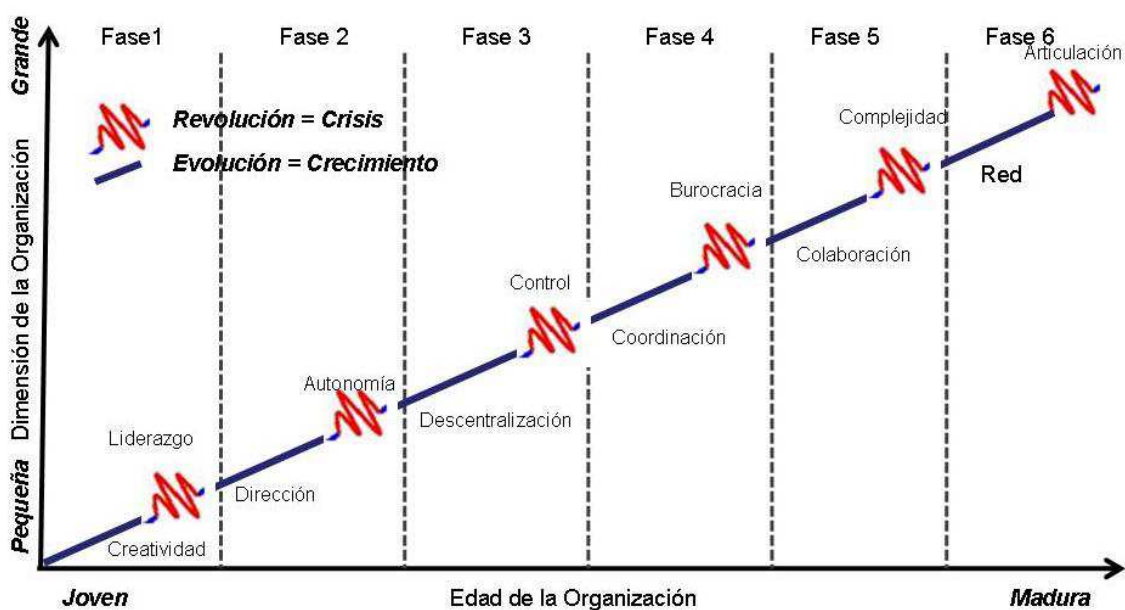 Fase1 Fase 2 Fase 3 Fase 4 Fase 5 Fase 6
Articulación
Revolución = Crisis
Complejidad
Evolución = Crecimiento
Red
Burocracia
Colaboración
Control
Coordinación
Autonomía
Descentralización
Liderazgo
Dirección
Creatividad
Grande
Dimensión de la Organización
Pequeña
Joven Edad de la Organización Madura